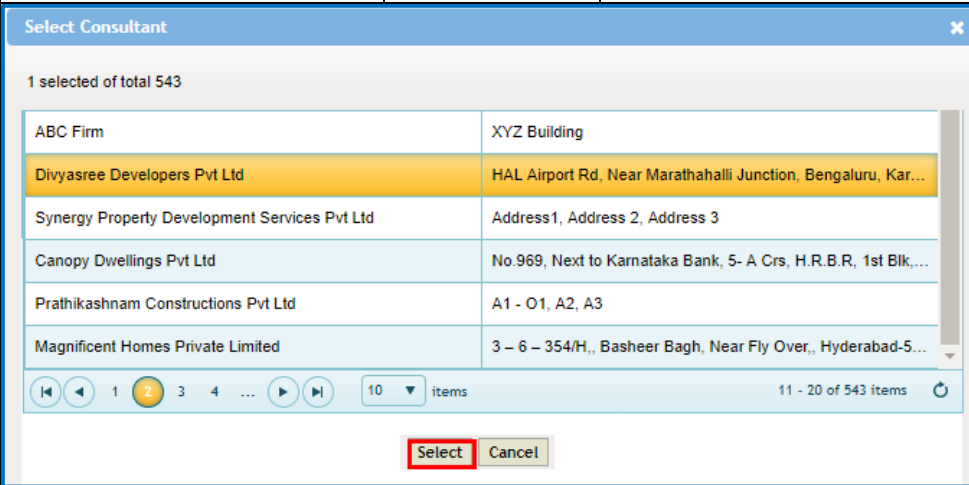 Select Consultant
1 selected of total 543
ABC Firm XYZ Building
Divyasree Developers Pvt Ltd HAL Airport Rd, Near Marathahalli Junction, Bengaluru, Kar...
Synergy Property Development Services Pvt Ltd Address1, Address 2, Address 3
Canopy Dwellings Pvt Ltd No.969, Next to Karnataka Bank, 5- A Crs, H.R.B.R, 1st Blk,...
Prathikashnam Constructions Pvt Ltd A1 - O1, A2, A3
Magnificent Homes Private Limited 3 – 6 – 354/H,, Basheer Bagh, Near Fly Over,, Hyderabad-5...
1 2 3 4 ... 10 items 11 - 20 of 543 items
Select Cancel